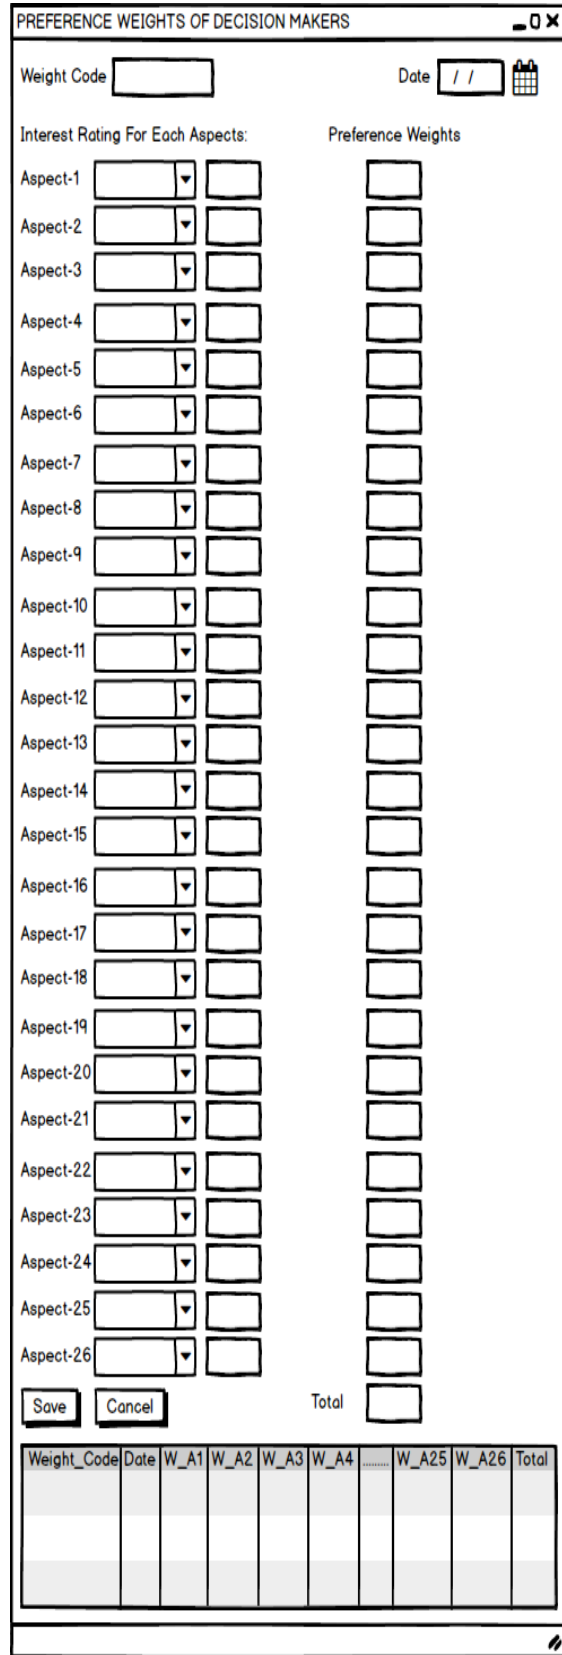 PREFERENCE WEIGHTS OF DECISION MAKERS
Weight Code Date / /
Interest Rating For Each Aspects: Preference Weights
Aspect-1
Aspect-2
Aspect-3
Aspect-4
Aspect-5
Aspect-6
Aspect-7
Aspect-8
Aspect-9
Aspect-10
Aspect-11
Aspect-12
Aspect-13
Aspect-14
Aspect-15
Aspect-16
Aspect-17
Aspect-18
Aspect-19
Aspect-20
Aspect-21
Aspect-22
Aspect-23
Aspect-24
Aspect-25
Aspect-26
Save Cancel Total
Weight_Code Date W_A1 W_A2 W_A3 W_A4 ......... W_A25 W_A26 Total